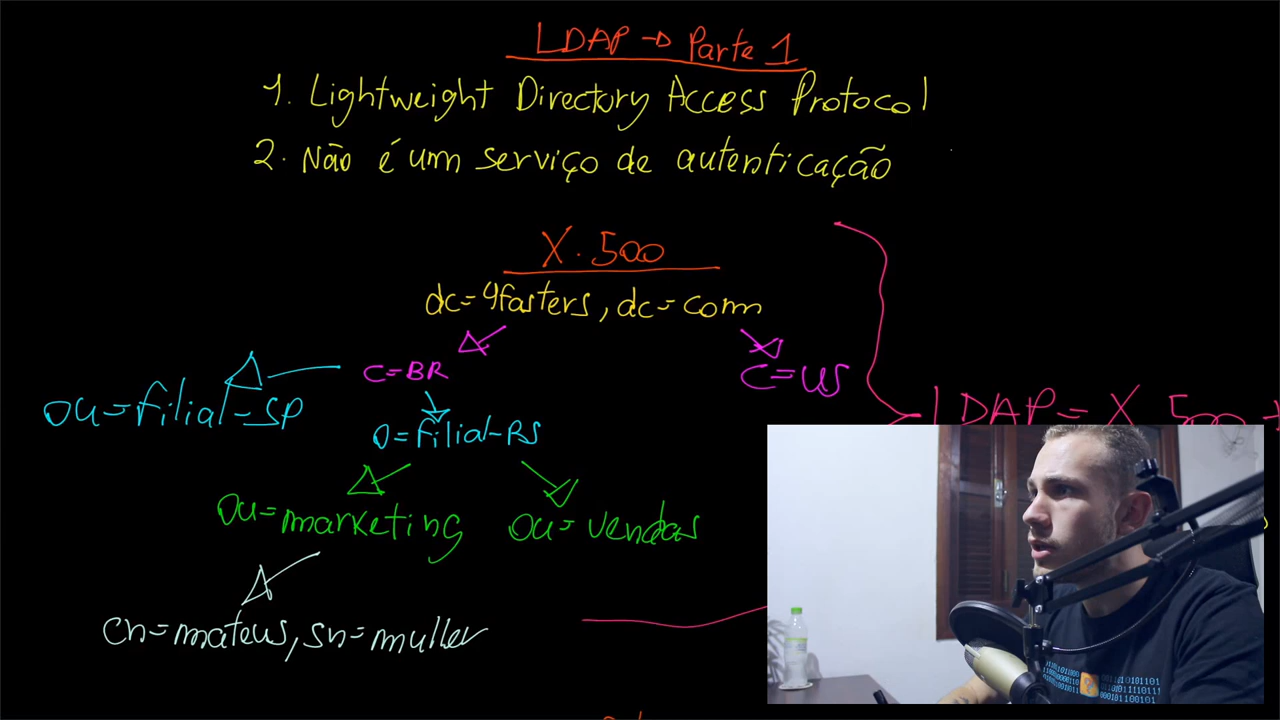 LDAP → Parte 1
1. Lightweight Directory Access Protocol
2. Não é um serviço de autenticação
X.500
dc=4fasters, dc=com
C=BR
C=US
ou=filial-SP
o=filial-RS
LDAP = X.500 +
ou=marketing
ou=vendas
cn=mateus, sn=muller